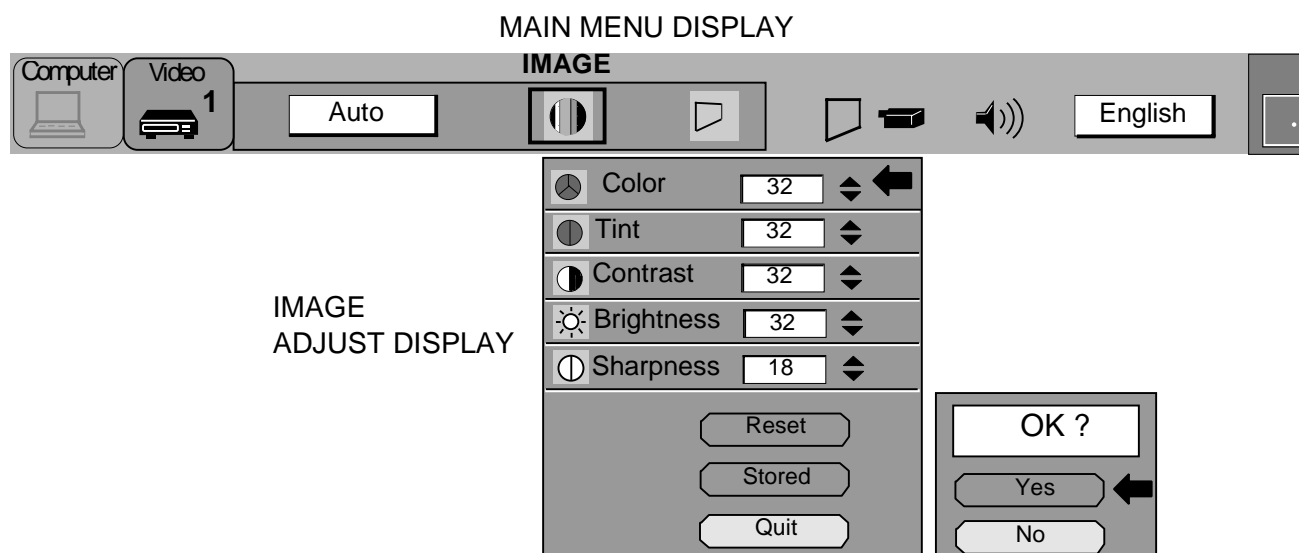 MAIN MENU DISPLAY
IMAGE
Computer
Video
1
Auto
English
Color 32
Tint 32
Contrast 32
Brightness 32
Sharpness 18
IMAGE
ADJUST DISPLAY
Reset
Stored
Quit
OK ?
Yes
No